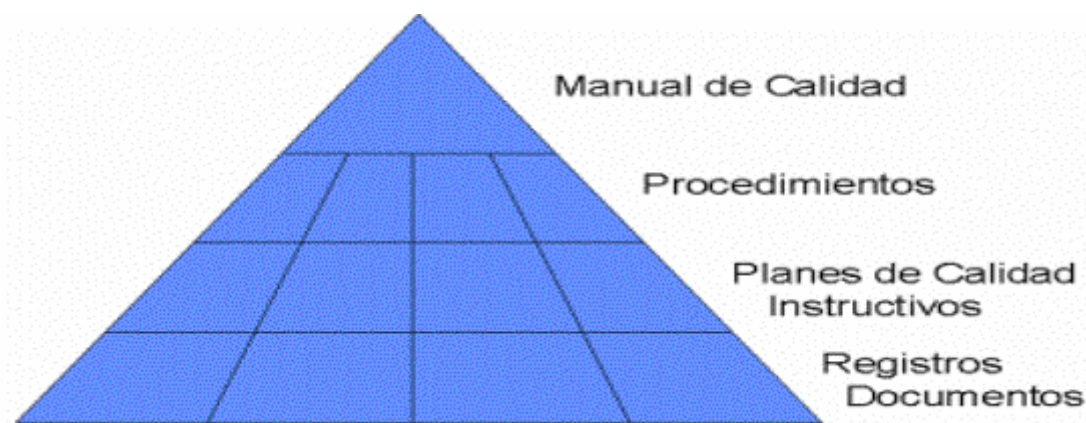 Manual de Calidad
Procedimientos
Planes de Calidad
Instructivos
Registros
Documentos